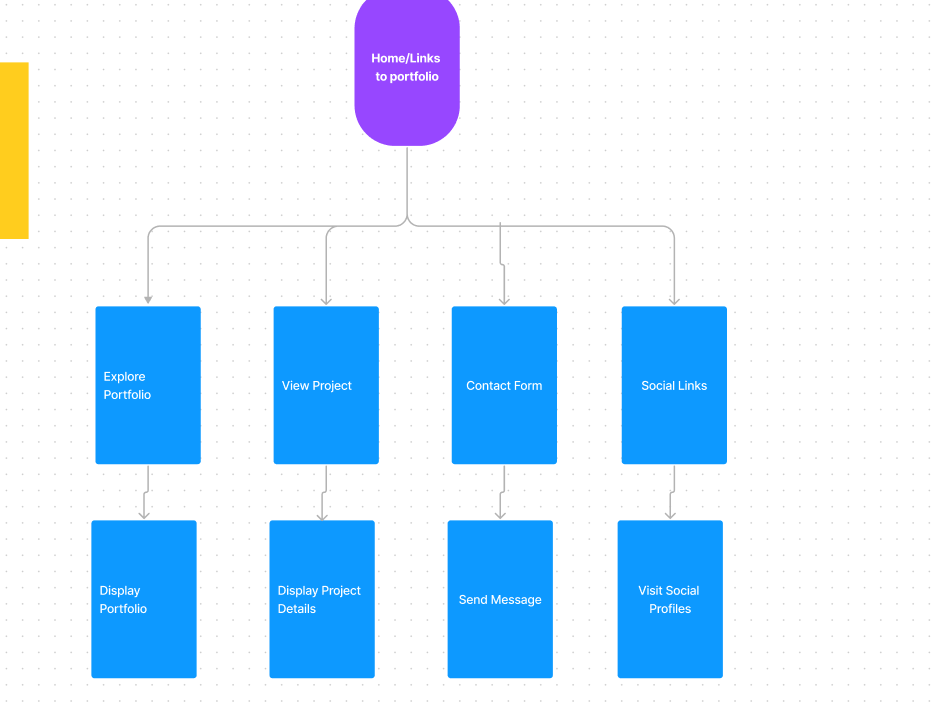 Home/Links
to portfolio
Explore
Portfolio
View Project
Contact Form
Social Links
Display
Portfolio
Display Project
Details
Send Message
Visit Social
Profiles